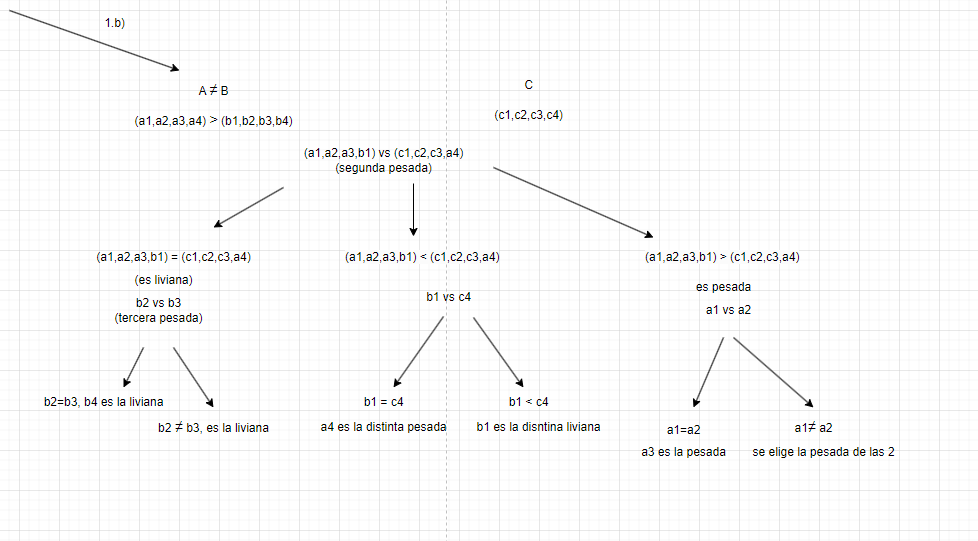 1.b)
A ≠ B
C
(a1,a2,a3,a4) > (b1,b2,b3,b4)
(c1,c2,c3,c4)
(a1,a2,a3,b1) vs (c1,c2,c3,a4)
(segunda pesada)
(a1,a2,a3,b1) = (c1,c2,c3,a4)
(es liviana)
b2 vs b3
(tercera pesada)
(a1,a2,a3,b1) < (c1,c2,c3,a4)
b1 vs c4
(a1,a2,a3,b1) > (c1,c2,c3,a4)
es pesada
a1 vs a2
b2=b3, b4 es la liviana
b2 ≠ b3, es la liviana
b1 = c4
a4 es la distinta pesada
b1 < c4
b1 es la disntina liviana
a1=a2
a3 es la pesada
a1≠ a2
se elige la pesada de las 2